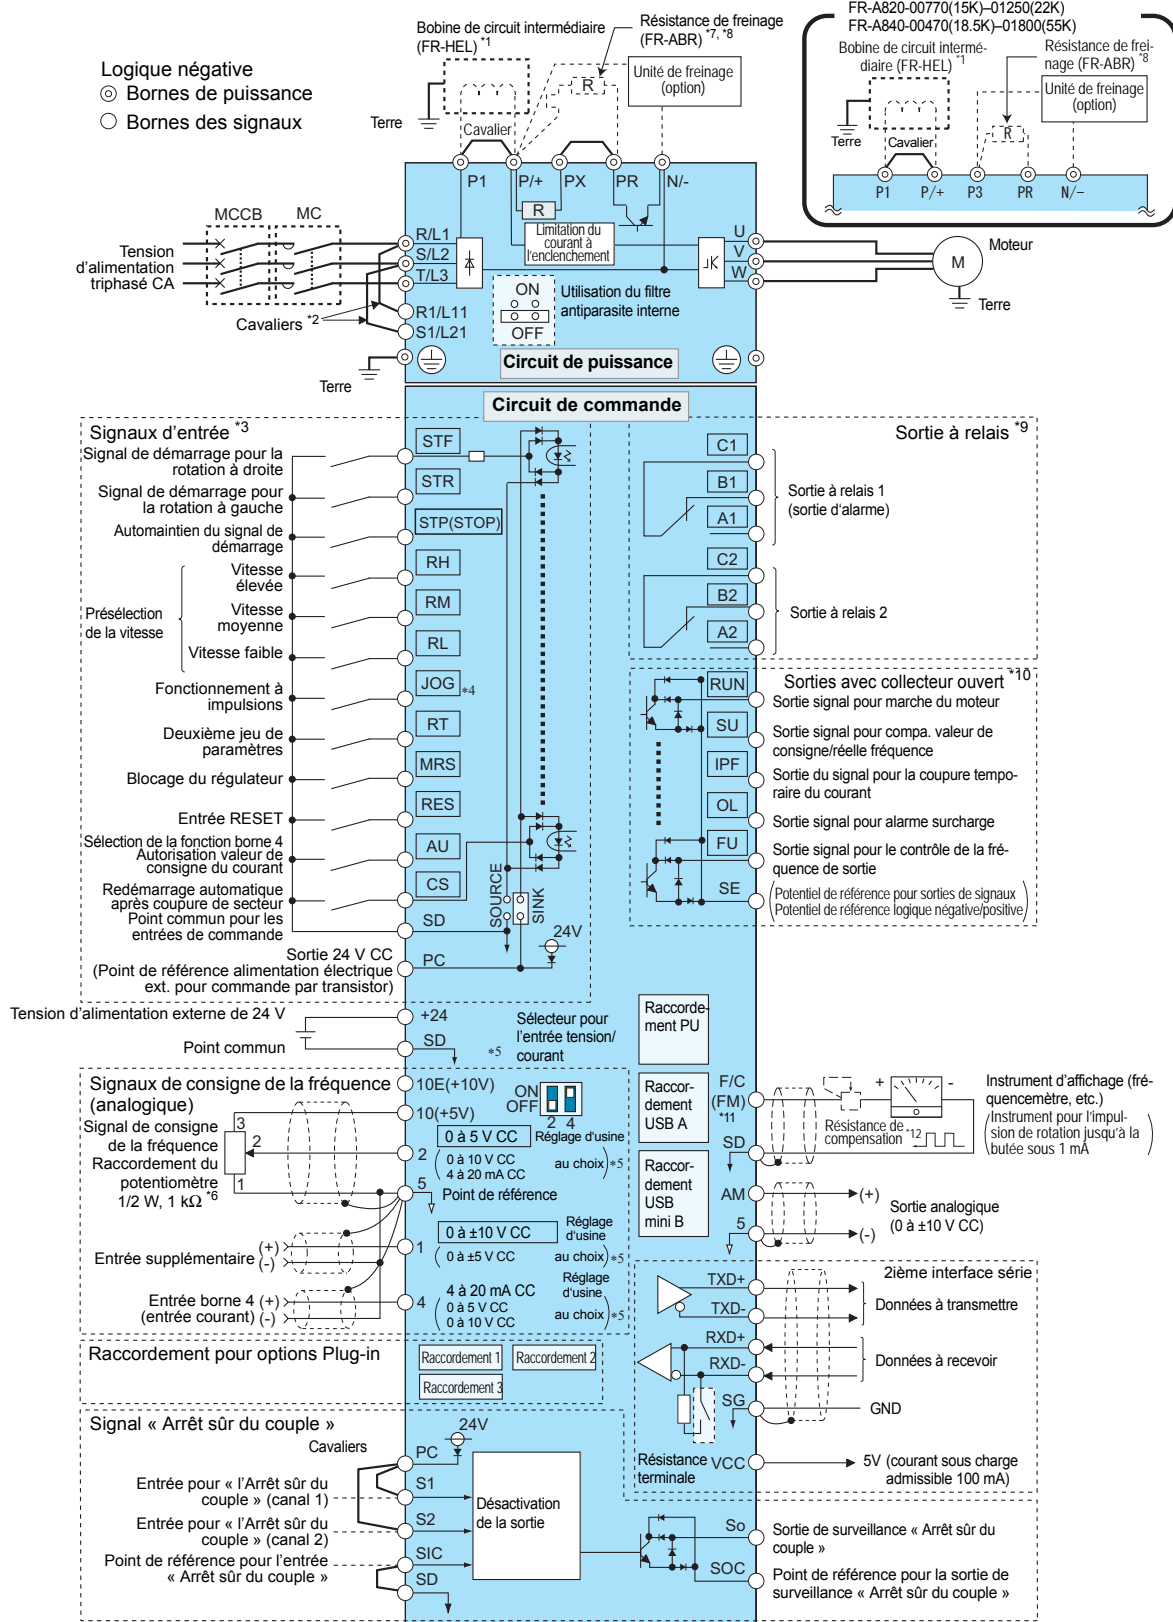 FR-A820-00770(15K)–01250(22K)
FR-A840-00470(18.5K)–01800(55K)
Bobine de circuit intermé-
diaire (FR-HEL) *1
Résistance de frei-
nage (FR-ABR) *8
Unité de freinage
(option)
R
Terre
Cavalier
P1
P/+
P3
PR
N/−
Bobine de circuit intermédiaire
(FR-HEL) *1
Résistance de freinage
(FR-ABR) *7, *8
Unité de freinage
(option)
R
Logique négative
Bornes de puissance
Bornes des signaux
Terre
Cavalier
P1
P/+
PX
PR
N/-
R
MCCB
MC
Tension
d'alimentation
triphasé CA
R/L1
S/L2
T/L3
Limitation du
courant à
l'enclenchement
U
V
W
Moteur
M
Terre
Cavaliers *2
R1/L11
S1/L21
ON
OFF
Utilisation du filtre
antiparasite interne
Terre
Circuit de puissance
Circuit de commande
Signaux d'entrée *3
Signal de démarrage pour la
rotation à droite
STF
Signal de démarrage pour
la rotation à gauche
STR
Automaintien du signal de
démarrage
STP(STOP)
Présélection
de la vitesse
Vitesse
élevée
RH
Vitesse
moyenne
RM
Vitesse faible
RL
Fonctionnement à
impulsions
JOG *4
Deuxième jeu de
paramètres
RT
Blocage du régulateur
MRS
Entrée RESET
RES
Sélection de la fonction borne 4
Autorisation valeur de
consigne du courant
AU
Redémarrage automatique
après coupure de secteur
CS
Point commun pour les
entrées de commande
SD
SOURCE
SINK
24V
Sortie 24 V CC
(Point de référence alimentation électrique
ext. pour commande par transistor)
PC
Sortie à relais *9
C1
B1
A1
Sortie à relais 1
(sortie d'alarme)
C2
B2
A2
Sortie à relais 2
Sorties avec collecteur ouvert *10
RUN
Sortie signal pour marche du moteur
SU
Sortie signal pour compa. valeur de
consigne/réelle fréquence
IPF
Sortie du signal pour la coupure tempo-
raire du courant
OL
Sortie signal pour alarme surcharge
FU
Sortie signal pour le contrôle de la fré-
quence de sortie
SE
(Potentiel de référence pour sorties de signaux
Potentiel de référence logique négative/positive)
Tension d'alimentation externe de 24 V
+24
Point commun
SD
*5
Sélecteur pour
l'entrée tension/
courant
Raccorde-
ment PU
Raccor-
dement
USB A
Raccor-
dement
USB
mini B
Signaux de consigne de la fréquence
(analogique)
Signal de consigne
de la fréquence
Raccordement du
potentiomètre
1/2 W, 1 kΩ *6
3
2
1
10E(+10V)
10(+5V)
ON
OFF
2 4
2
0 à 5 V CC
Réglage d'usine
(0 à 10 V CC
4 à 20 mA CC
au choix) *5
5
Point de référence
Entrée supplémentaire
(+)
(-)
1
0 à ±10 V CC
Réglage
d'usine
(0 à ±5 V CC
au choix) *5
Entrée borne 4
(entrée courant)
(+)
(-)
4
4 à 20 mA CC
Réglage
d'usine
(0 à 5 V CC
0 à 10 V CC
au choix) *5
F/C
(FM)
*11
SD
+
-
Résistance de
compensation *12
Instrument d'affichage (fré-
quencemètre, etc.)
(Instrument pour l'impul-
sion de rotation jusqu'à la
butée sous 1 mA)
AM
5
(+)
(-)
Sortie analogique
(0 à ±10 V CC)
2ième interface série
TXD+
TXD-
Données à transmettre
RXD+
RXD-
Données à recevoir
SG
GND
Résistance
terminale
VCC
5V (courant sous charge
admissible 100 mA)
Raccordement pour options Plug-in
Raccordement 1
Raccordement 2
Raccordement 3
Signal « Arrêt sûr du couple »
24V
Cavaliers
PC
Entrée pour « l'Arrêt sûr du
couple » (canal 1)
S1
Entrée pour « l'Arrêt sûr du
couple » (canal 2)
S2
Point de référence pour l'entrée
« Arrêt sûr du couple »
SIC
SD
Désactivation
de la sortie
So
Sortie de surveillance « Arrêt sûr du
couple »
SOC
Point de référence pour la sortie de
surveillance « Arrêt sûr du couple »